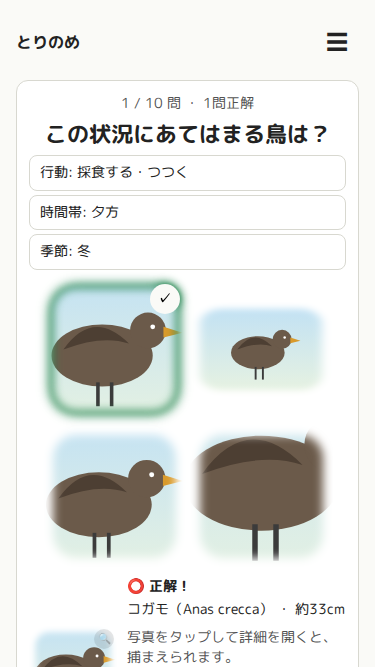 とりのめ
1 / 10 問 ・ 1問正解
この状況にあてはまる鳥は？
行動: 採食する・つつく
時間帯: 夕方
季節: 冬
⭕ 正解！
コガモ（Anas crecca） ・ 約33cm
写真をタップして詳細を開くと、
捕まえられます。